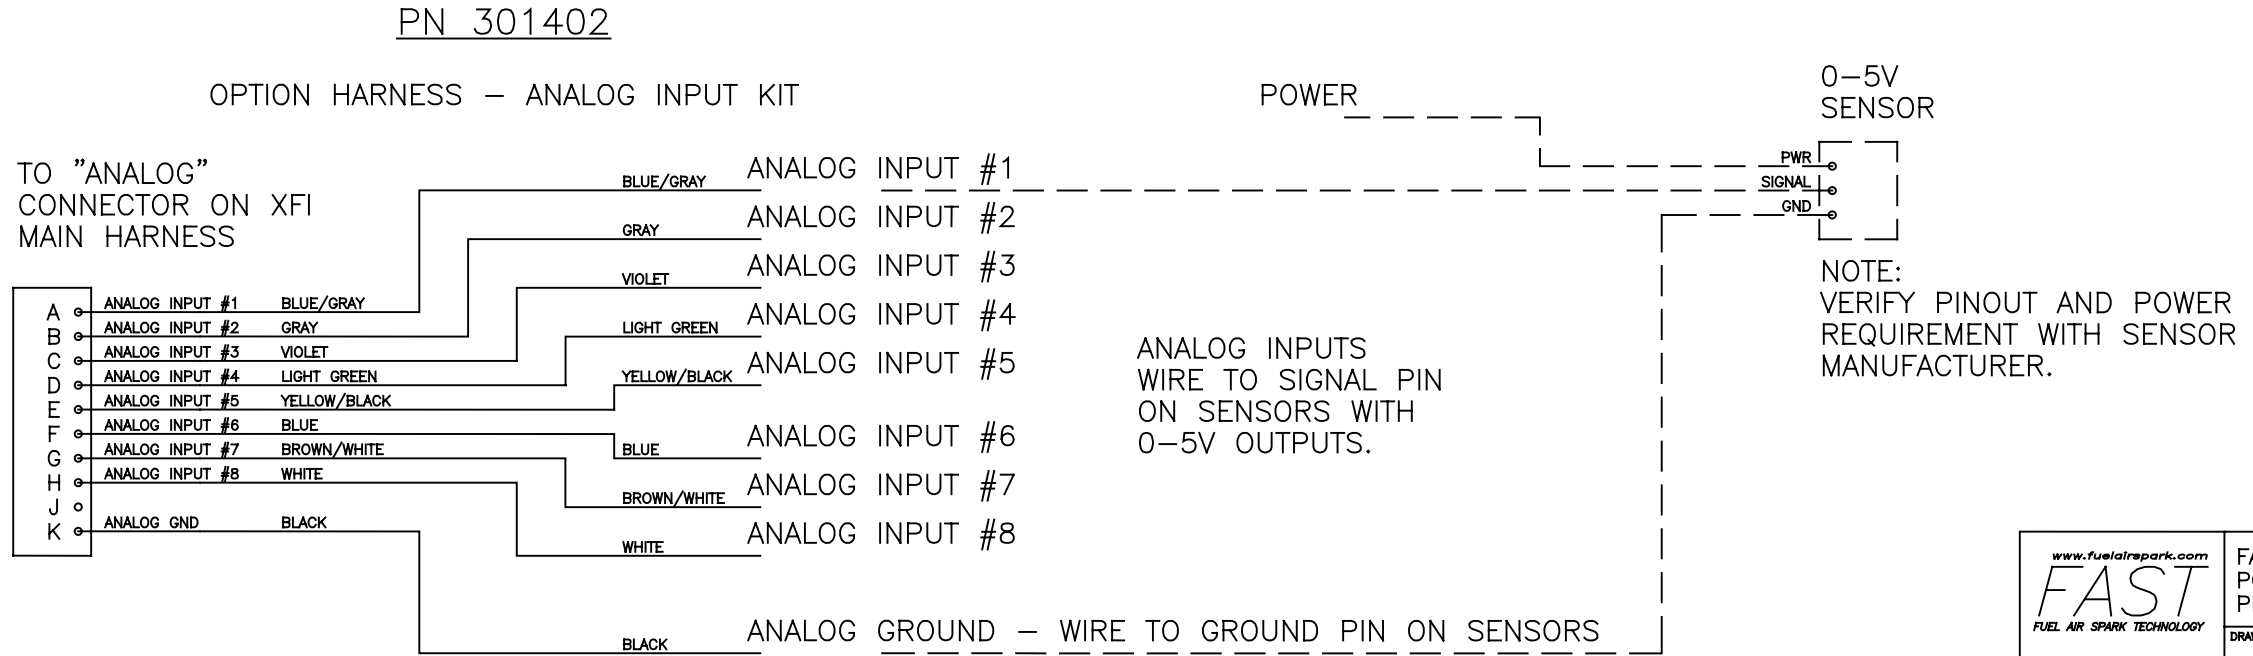 PN 301402
OPTION HARNESS – ANALOG INPUT KIT
TO "ANALOG"
CONNECTOR ON XFI
MAIN HARNESS
A ANALOG INPUT #1 BLUE/GRAY
B ANALOG INPUT #2 GRAY
C ANALOG INPUT #3 VIOLET
D ANALOG INPUT #4 LIGHT GREEN
E ANALOG INPUT #5 YELLOW/BLACK
F ANALOG INPUT #6 BLUE
G ANALOG INPUT #7 BROWN/WHITE
H ANALOG INPUT #8 WHITE
J
K ANALOG GND BLACK
BLUE/GRAY ANALOG INPUT #1
GRAY ANALOG INPUT #2
VIOLET ANALOG INPUT #3
LIGHT GREEN ANALOG INPUT #4
YELLOW/BLACK ANALOG INPUT #5
BLUE ANALOG INPUT #6
BROWN/WHITE ANALOG INPUT #7
WHITE ANALOG INPUT #8
BLACK ANALOG GROUND – WIRE TO GROUND PIN ON SENSORS
ANALOG INPUTS
WIRE TO SIGNAL PIN
ON SENSORS WITH
0–5V OUTPUTS.
POWER
0–5V
SENSOR
PWR
SIGNAL
GND
NOTE:
VERIFY PINOUT AND POWER
REQUIREMENT WITH SENSOR
MANUFACTURER.
www.fuelairspark.com
FAST
FUEL AIR SPARK TECHNOLOGY